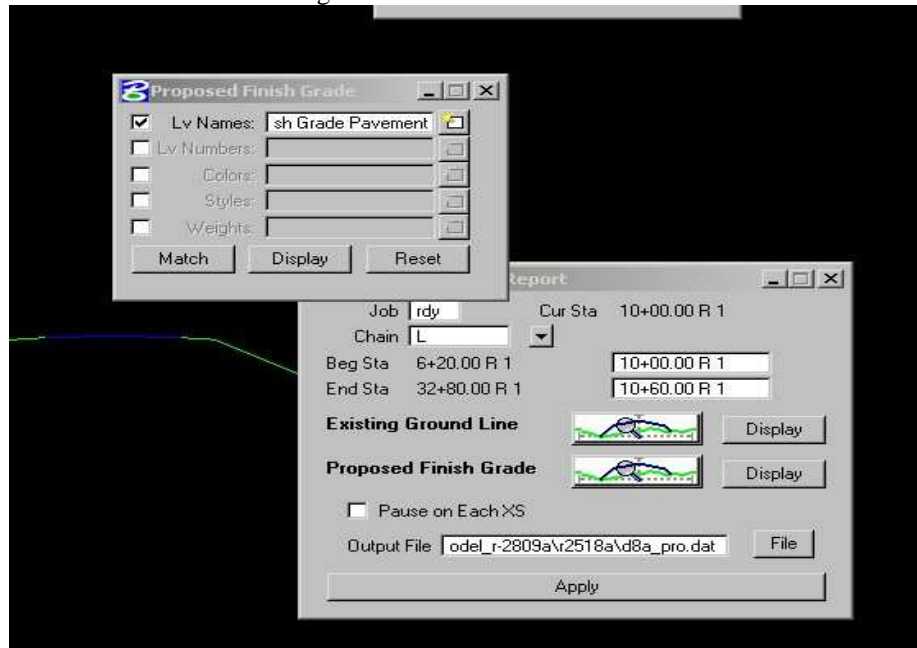 Proposed Finish Grade
Lv Names: sh Grade Pavement
Lv Numbers:
Colors:
Styles:
Weights:
Match Display Reset
Report
Job rdy Cur Sta 10+00.00 R 1
Chain L
Beg Sta 6+20.00 R 1 10+00.00 R 1
End Sta 32+80.00 R 1 10+60.00 R 1
Existing Ground Line Display
Proposed Finish Grade Display
Pause on Each XS
Output File odel_r-2809a\r2518a\d8a_pro.dat File
Apply